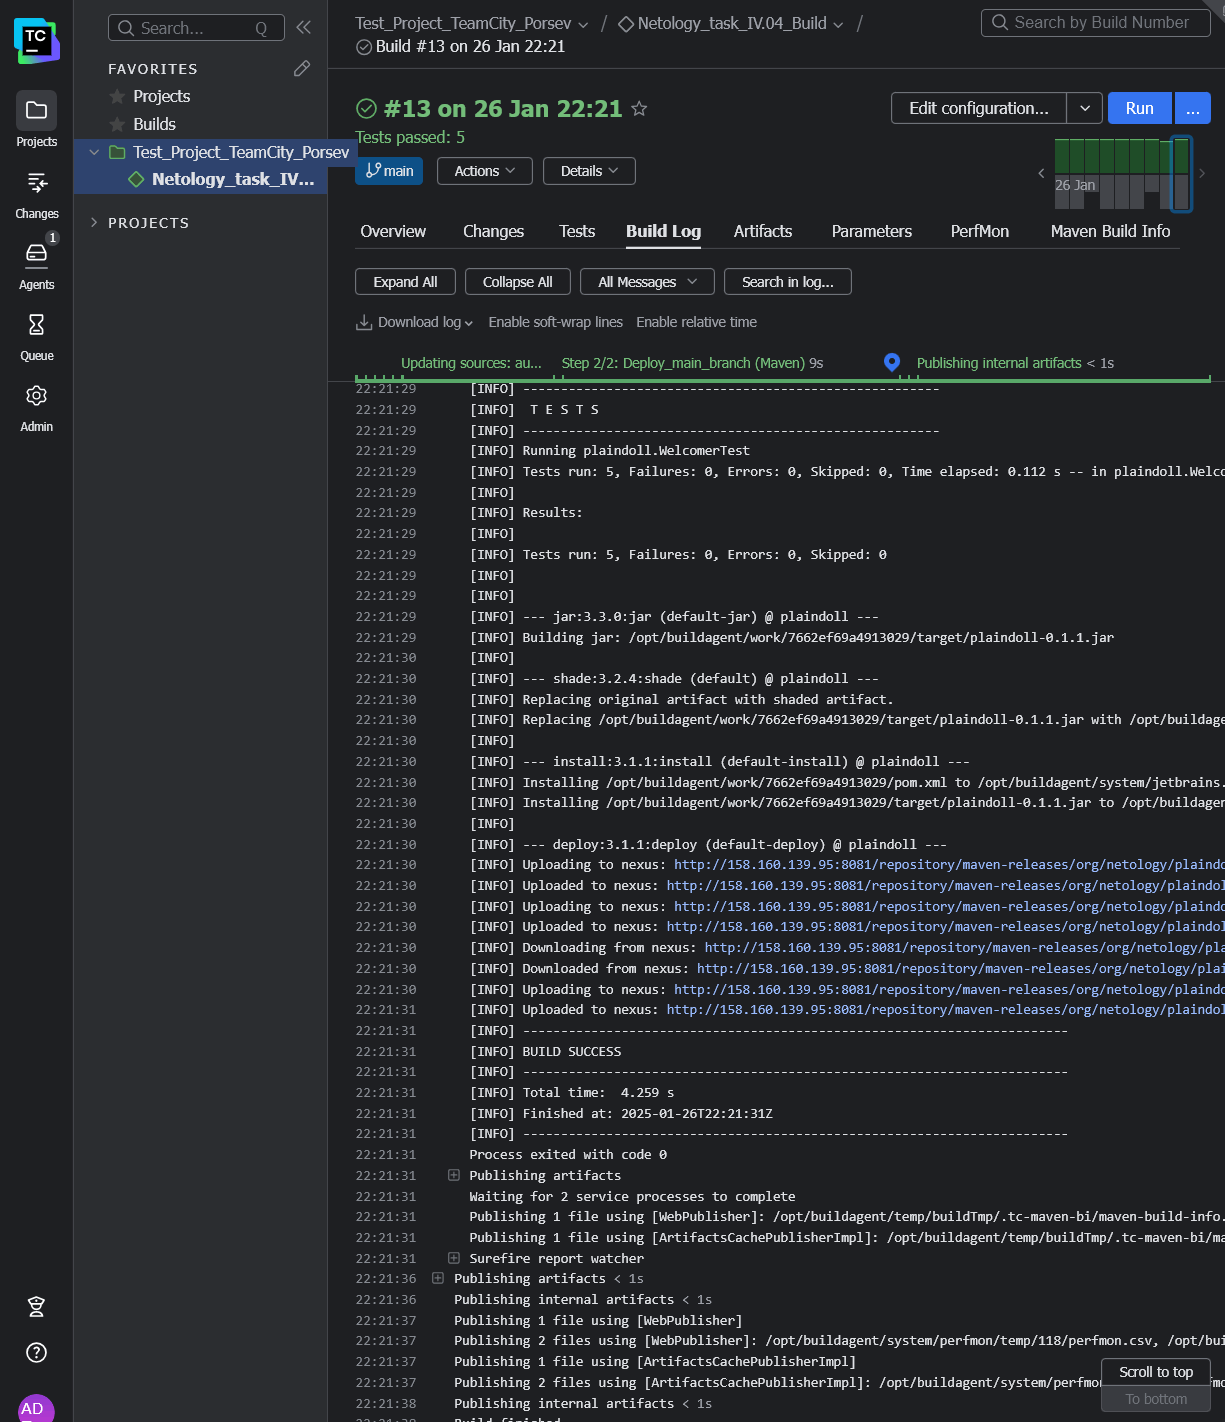 TC
Projects
Changes
1
Agents
Queue
Admin
AD
Search...
Q
FAVORITES
Projects
Builds
Test_Project_TeamCity_Porsev
Netology_task_IV...
PROJECTS
Test_Project_TeamCity_Porsev / Netology_task_IV.04_Build /
Build #13 on 26 Jan 22:21
Search by Build Number
#13 on 26 Jan 22:21
Edit configuration...
Run
...
Tests passed: 5
main
Actions
Details
26 Jan
Overview Changes Tests Build Log Artifacts Parameters PerfMon Maven Build Info
Expand All Collapse All All Messages Search in log...
Download log Enable soft-wrap lines Enable relative time
Updating sources: au... Step 2/2: Deploy_main_branch (Maven) 9s Publishing internal artifacts < 1s
22:21:29 [INFO] -------------------------------------------------------
22:21:29 [INFO]  T E S T S
22:21:29 [INFO] -------------------------------------------------------
22:21:29 [INFO] Running plaindoll.WelcomerTest
22:21:29 [INFO] Tests run: 5, Failures: 0, Errors: 0, Skipped: 0, Time elapsed: 0.112 s -- in plaindoll.Welco
22:21:29 [INFO]
22:21:29 [INFO] Results:
22:21:29 [INFO]
22:21:29 [INFO] Tests run: 5, Failures: 0, Errors: 0, Skipped: 0
22:21:29 [INFO]
22:21:29 [INFO]
22:21:29 [INFO] --- jar:3.3.0:jar (default-jar) @ plaindoll ---
22:21:29 [INFO] Building jar: /opt/buildagent/work/7662ef69a4913029/target/plaindoll-0.1.1.jar
22:21:30 [INFO]
22:21:30 [INFO] --- shade:3.2.4:shade (default) @ plaindoll ---
22:21:30 [INFO] Replacing original artifact with shaded artifact.
22:21:30 [INFO] Replacing /opt/buildagent/work/7662ef69a4913029/target/plaindoll-0.1.1.jar with /opt/buildage
22:21:30 [INFO]
22:21:30 [INFO] --- install:3.1.1:install (default-install) @ plaindoll ---
22:21:30 [INFO] Installing /opt/buildagent/work/7662ef69a4913029/pom.xml to /opt/buildagent/system/jetbrains.
22:21:30 [INFO] Installing /opt/buildagent/work/7662ef69a4913029/target/plaindoll-0.1.1.jar to /opt/buildagen
22:21:30 [INFO]
22:21:30 [INFO] --- deploy:3.1.1:deploy (default-deploy) @ plaindoll ---
22:21:30 [INFO] Uploading to nexus: http://158.160.139.95:8081/repository/maven-releases/org/netology/plaindo
22:21:30 [INFO] Uploaded to nexus: http://158.160.139.95:8081/repository/maven-releases/org/netology/plaindol
22:21:30 [INFO] Uploading to nexus: http://158.160.139.95:8081/repository/maven-releases/org/netology/plaindo
22:21:30 [INFO] Uploaded to nexus: http://158.160.139.95:8081/repository/maven-releases/org/netology/plaindol
22:21:30 [INFO] Downloading from nexus: http://158.160.139.95:8081/repository/maven-releases/org/netology/pla
22:21:30 [INFO] Downloaded from nexus: http://158.160.139.95:8081/repository/maven-releases/org/netology/plai
22:21:30 [INFO] Uploading to nexus: http://158.160.139.95:8081/repository/maven-releases/org/netology/plaindo
22:21:31 [INFO] Uploaded to nexus: http://158.160.139.95:8081/repository/maven-releases/org/netology/plaindol
22:21:31 [INFO] ------------------------------------------------------------------------
22:21:31 [INFO] BUILD SUCCESS
22:21:31 [INFO] ------------------------------------------------------------------------
22:21:31 [INFO] Total time:  4.259 s
22:21:31 [INFO] Finished at: 2025-01-26T22:21:31Z
22:21:31 [INFO] ------------------------------------------------------------------------
22:21:31 Process exited with code 0
22:21:31 Publishing artifacts
22:21:31 Waiting for 2 service processes to complete
22:21:31 Publishing 1 file using [WebPublisher]: /opt/buildagent/temp/buildTmp/.tc-maven-bi/maven-build-info.
22:21:31 Publishing 1 file using [ArtifactsCachePublisherImpl]: /opt/buildagent/temp/buildTmp/.tc-maven-bi/ma
22:21:31 Surefire report watcher
22:21:36 Publishing artifacts < 1s
22:21:36 Publishing internal artifacts < 1s
22:21:37 Publishing 1 file using [WebPublisher]
22:21:37 Publishing 2 files using [WebPublisher]: /opt/buildagent/system/perfmon/temp/118/perfmon.csv, /opt/bui
22:21:37 Publishing 1 file using [ArtifactsCachePublisherImpl]
22:21:37 Publishing 2 files using [ArtifactsCachePublisherImpl]: /opt/buildagent/system/perfmo
22:21:38 Publishing internal artifacts < 1s
22:21:38 Build finished
Scroll to top
To bottom